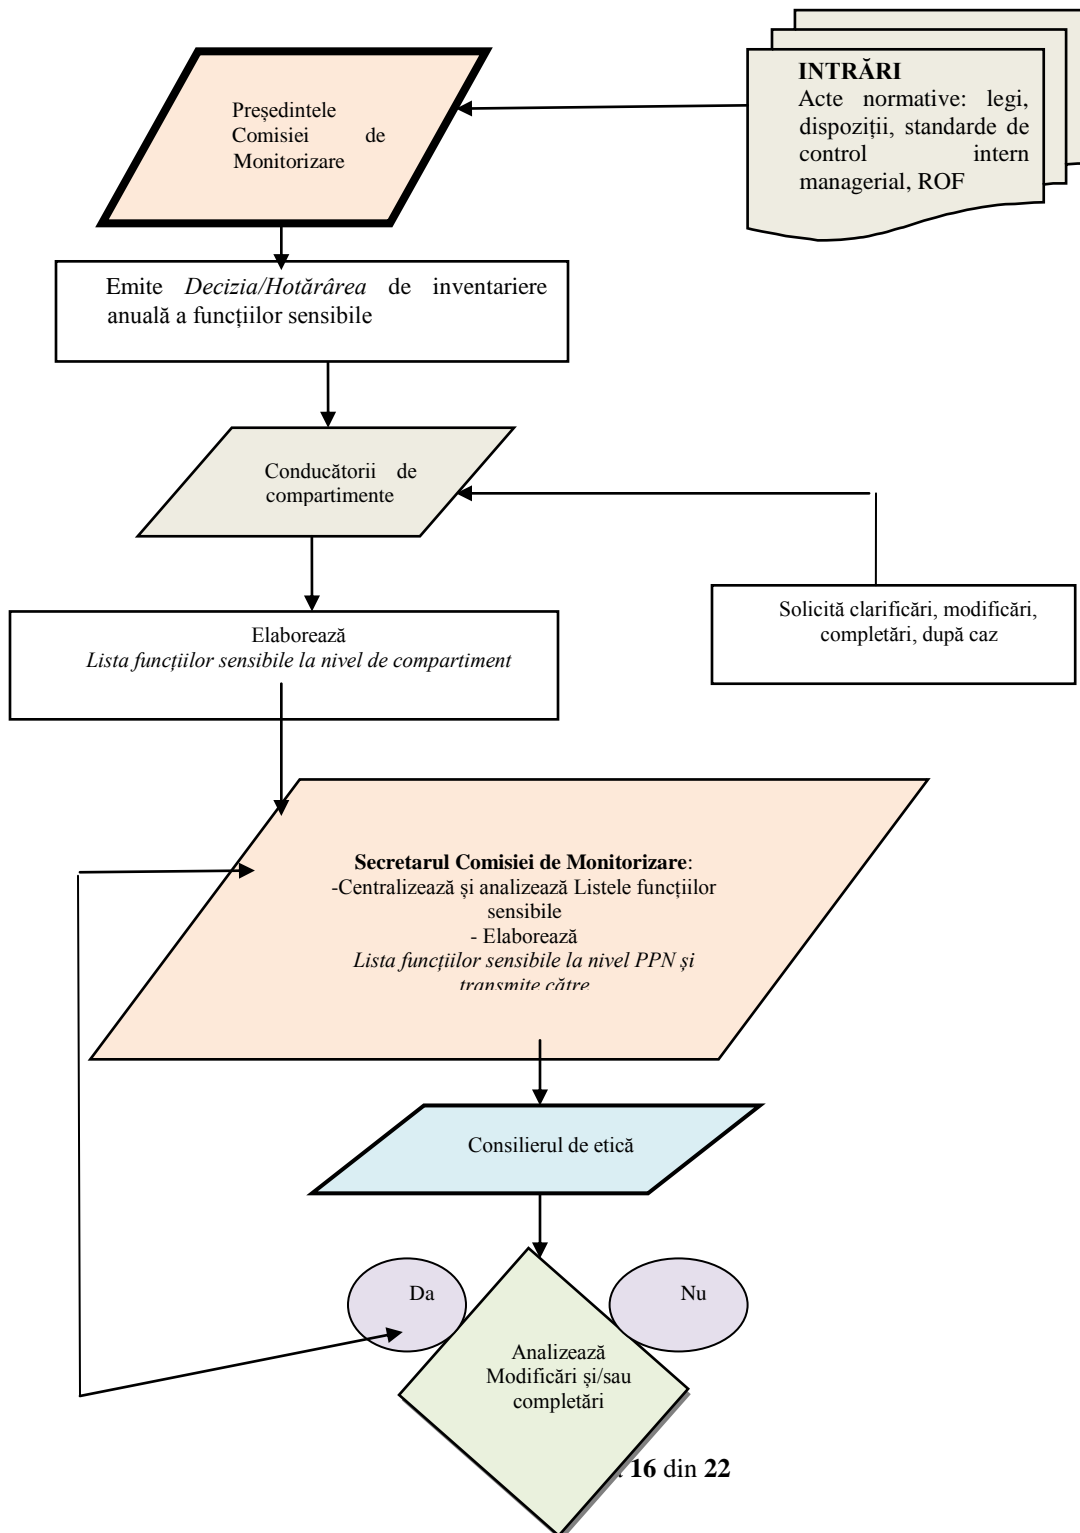 INTRĂRI
Acte normative: legi,
dispoziții, standarde de
control intern
managerial, ROF
Președintele
Comisiei de
Monitorizare
Emite Decizia/Hotărârea de inventariere
anuală a funcțiilor sensibile
Conducătorii de
compartimente
Solicită clarificări, modificări,
completări, după caz
Elaborează
Lista funcțiilor sensibile la nivel de compartiment
Secretarul Comisiei de Monitorizare:
-Centralizează și analizează Listele funcțiilor
sensibile
- Elaborează
Lista funcțiilor sensibile la nivel PPN și
transmite către
Consilierul de etică
Da
Nu
Analizează
Modificări și/sau
completări
16 din 22